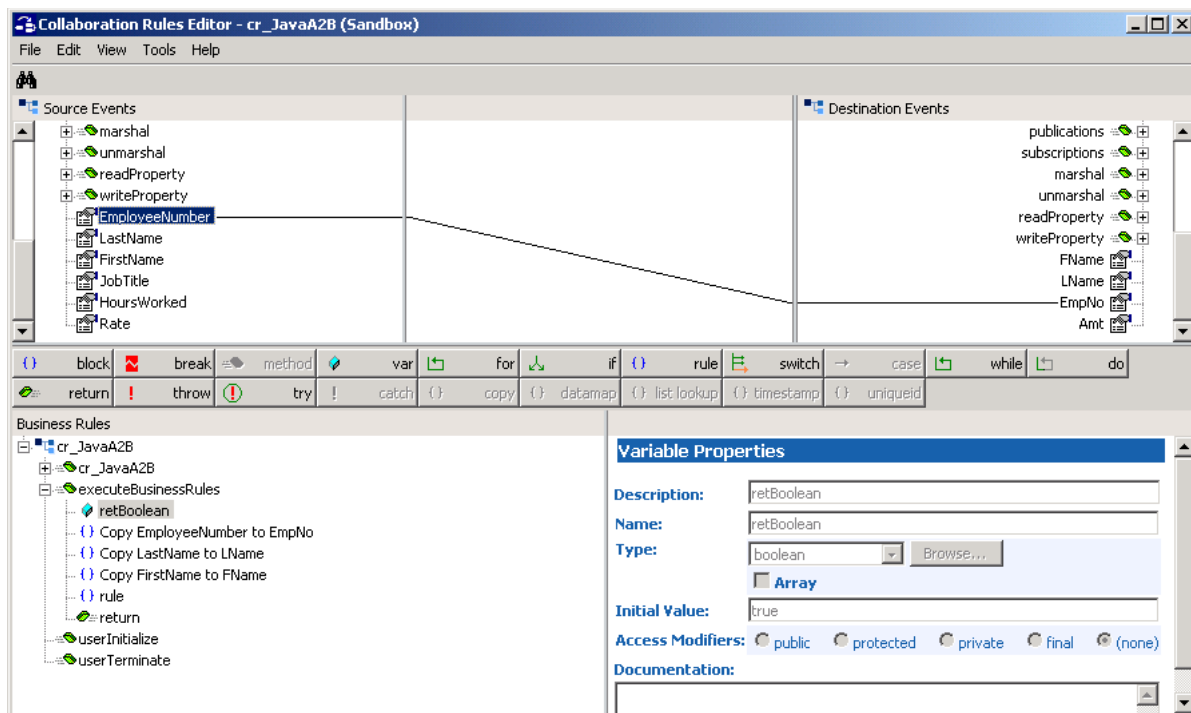 Collaboration Rules Editor - cr_JavaA2B (Sandbox)
File Edit View Tools Help
Source Events
Destination Events
marshal
unmarshal
readProperty
writeProperty
EmployeeNumber
LastName
FirstName
JobTitle
HoursWorked
Rate
publications
subscriptions
marshal
unmarshal
readProperty
writeProperty
FName
LName
EmpNo
Amt
{} block break method var for if {} rule switch case while do
return ! throw ! try ! catch {} copy {} datamap {} list lookup {} timestamp {} uniqueid
Business Rules
cr_JavaA2B
cr_JavaA2B
executeBusinessRules
retBoolean
{} Copy EmployeeNumber to EmpNo
{} Copy LastName to LName
{} Copy FirstName to FName
{} rule
return
userInitialize
userTerminate
Variable Properties
Description: retBoolean
Name: retBoolean
Type: boolean Browse...
Array
Initial Value: true
Access Modifiers: public protected private final (none)
Documentation: